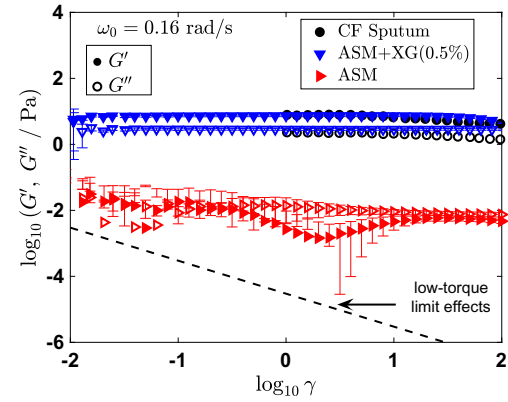 ω₀ = 0.16 rad/s
G′
G″
CF Sputum
ASM+XG(0.5%)
ASM
log₁₀ (G′, G″ / Pa)
4
2
0
-2
-4
-6
low-torque
limit effects
-2
-1
0
1
2
log₁₀ γ